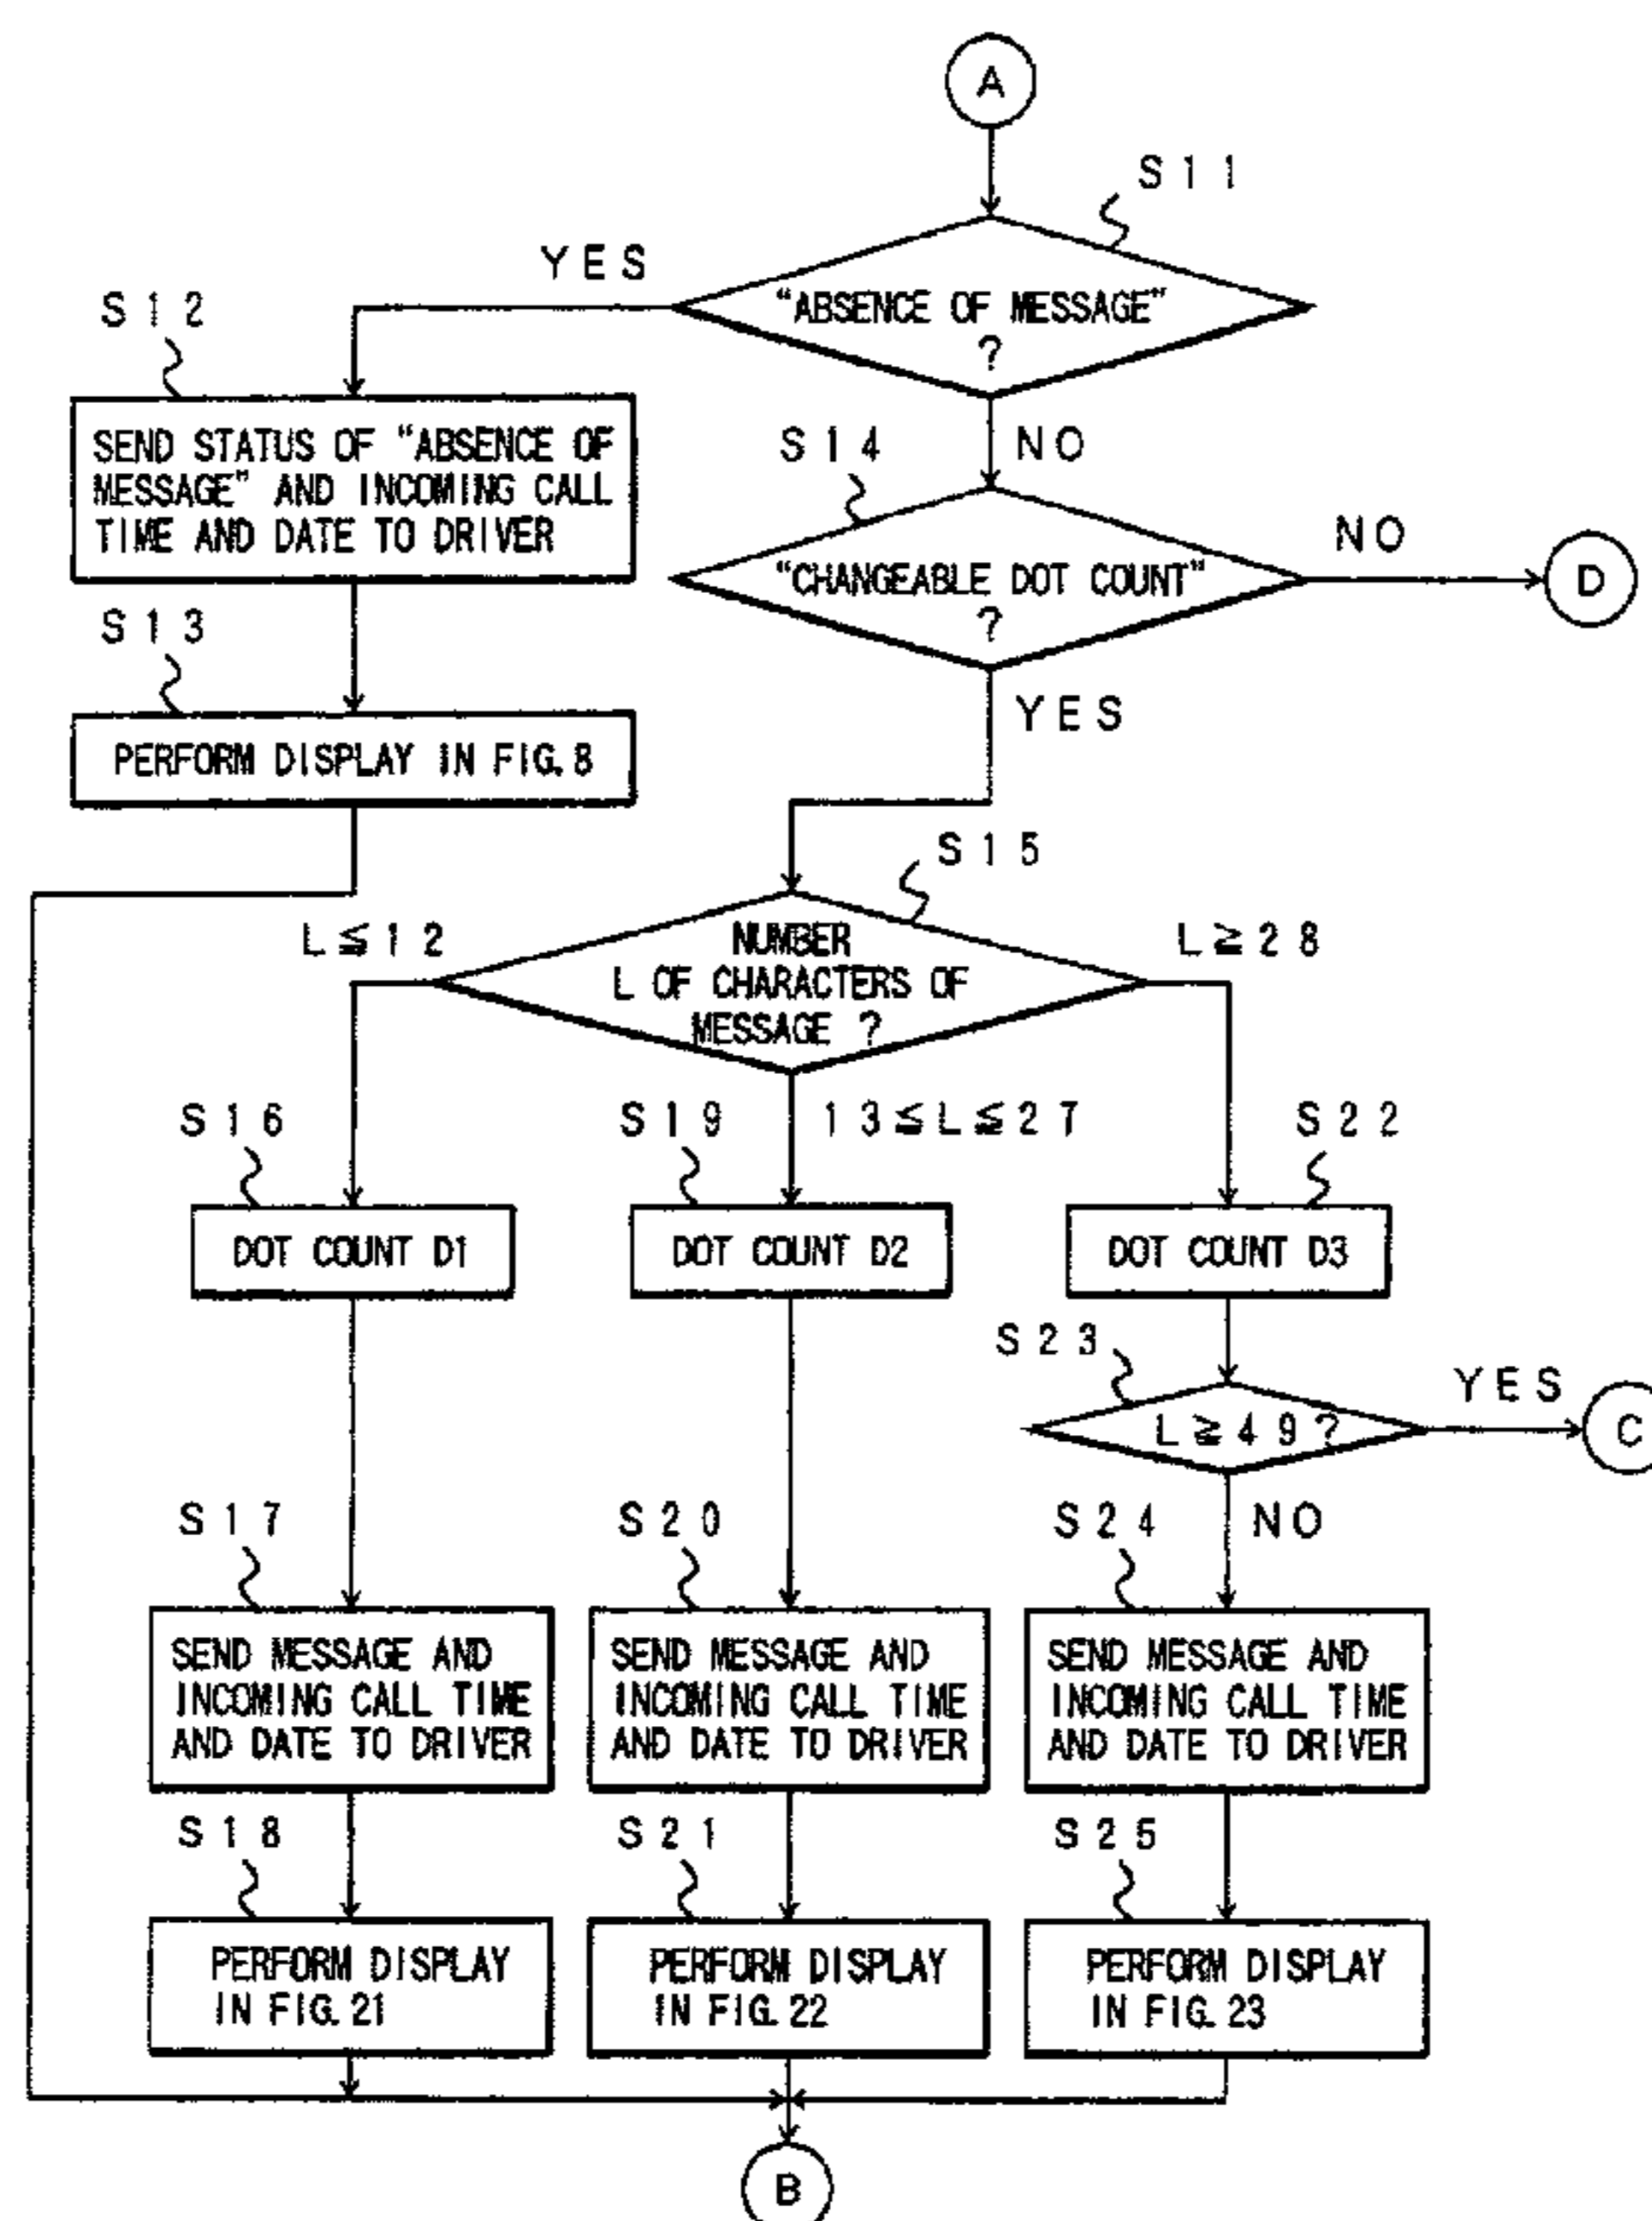 A
S11
YES
"ABSENCE OF MESSAGE"
?
S12
SEND STATUS OF "ABSENCE OF
MESSAGE" AND INCOMING CALL
TIME AND DATE TO DRIVER
S14
NO
NO
"CHANGEABLE DOT COUNT"
?
D
S13
YES
PERFORM DISPLAY IN FIG.8
S15
L≦12
NUMBER
L OF CHARACTERS OF
MESSAGE ?
L≧28
S16
S19
13≦L≦27
S22
DOT COUNT D1
DOT COUNT D2
DOT COUNT D3
S23
YES
L≧49?
C
S17
S20
S24
NO
SEND MESSAGE AND
INCOMING CALL TIME
AND DATE TO DRIVER
SEND MESSAGE AND
INCOMING CALL TIME
AND DATE TO DRIVER
SEND MESSAGE AND
INCOMING CALL TIME
AND DATE TO DRIVER
S18
S21
S25
PERFORM DISPLAY
IN FIG.21
PERFORM DISPLAY
IN FIG.22
PERFORM DISPLAY
IN FIG.23
B